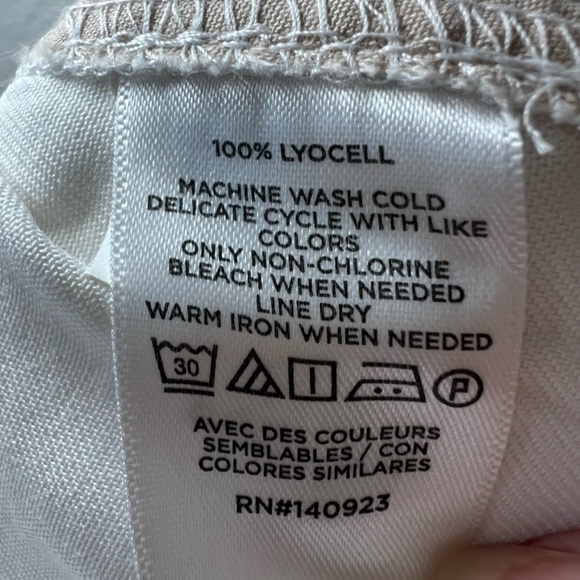 100% LYOCELL
MACHINE WASH COLD
DELICATE CYCLE WITH LIKE
COLORS
ONLY NON-CHLORINE
BLEACH WHEN NEEDED
LINE DRY
WARM IRON WHEN NEEDED
30 P
AVEC DES COULEURS
SEMBLABLES / CON
COLORES SIMILARES
RN#140923